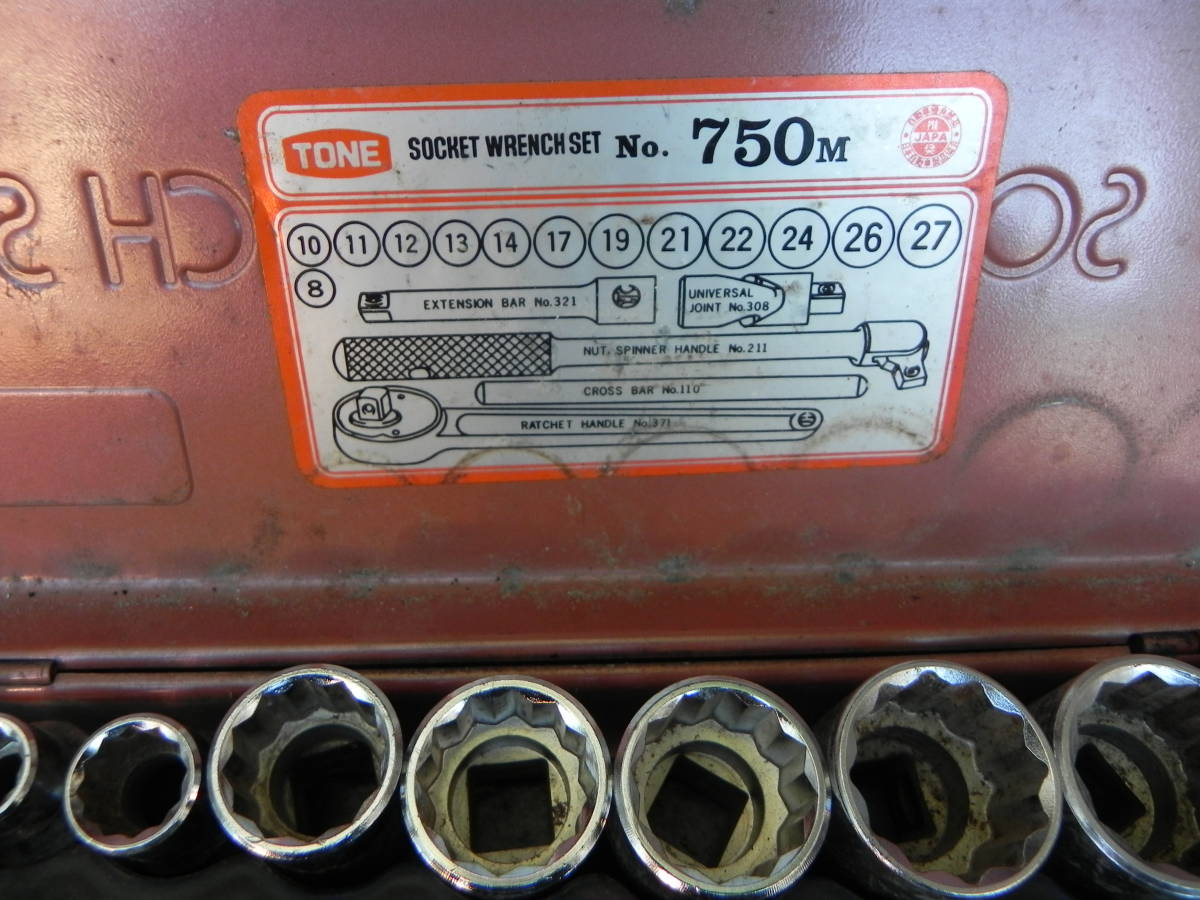 TONE SOCKET WRENCH SET No. 750M
PM
JAPA
10 11 12 13 14 17 19 21 22 24 26 27
8
EXTENSION BAR No.321
UNIVERSAL
JOINT No.308
NUT SPINNER HANDLE No.211
CROSS BAR No.110
RATCHET HANDLE No.371